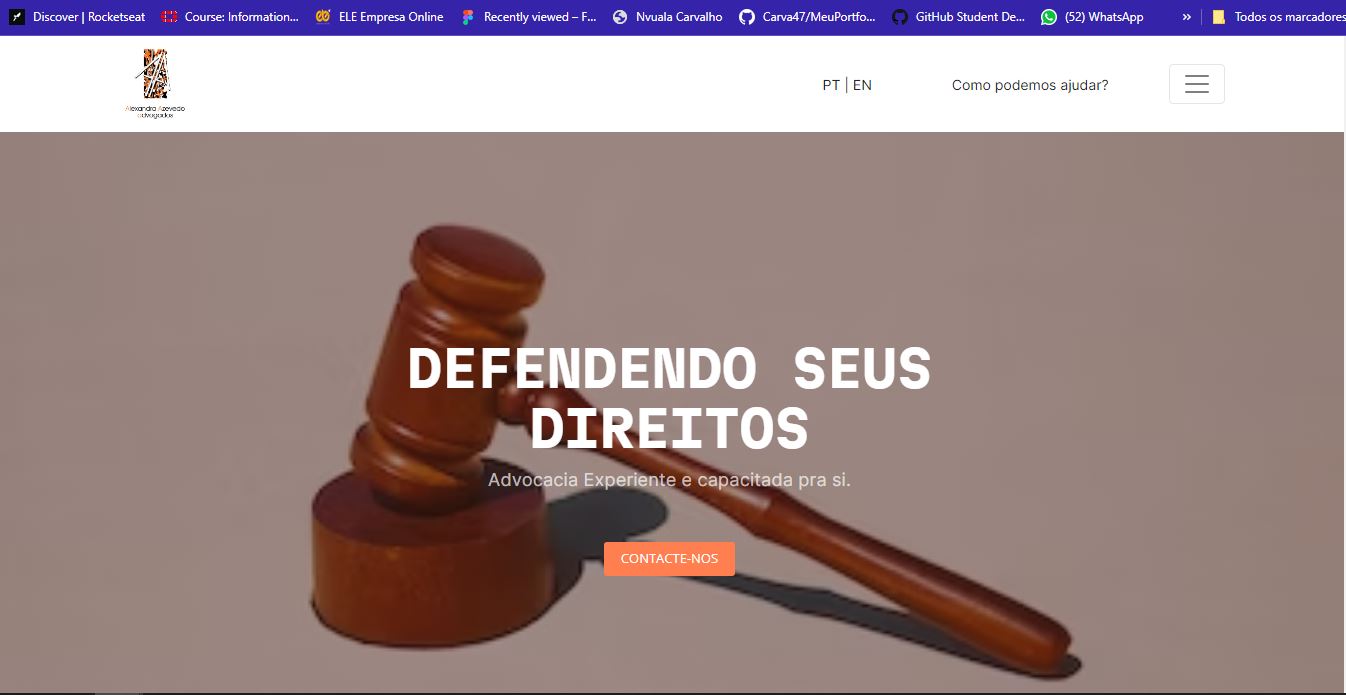 Discover | Rocketseat Course: Information... ELE Empresa Online Recently viewed – F... Nvuala Carvalho Carva47/MeuPortfo... GitHub Student De... (52) WhatsApp » Todos os marcadores
Alexandra Azevedo
advogados
PT | EN Como podemos ajudar?
DEFENDENDO SEUS
DIREITOS
Advocacia Experiente e capacitada pra si.
CONTACTE-NOS